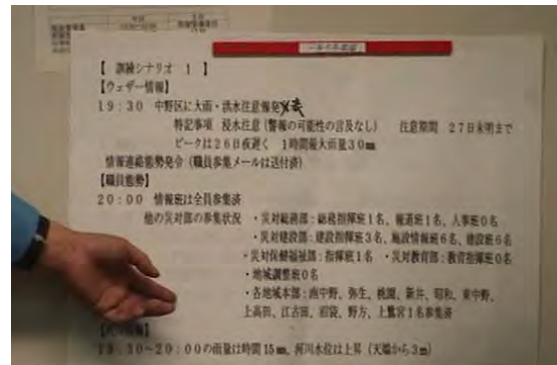 【 訓練シナリオ 1 】
【ウェザー情報】
19:30 中野区に大雨・洪水注意報発表
特記事項 浸水注意(警報の可能性の言及なし) 注意期間 27日未明まで
ピークは26日夜遅く 1時間最大雨量30mm
情報連絡態勢発令(職員参集メールは送付済)
【職員態勢】
20:00 情報班は全員参集済
他の災対部の参集状況 ・災対総務部:総務指揮班1名、報道班1名、人事班0名
・災対建設部:建設指揮班3名、施設情報班6名、建設班6名
・災対保健福祉部:指揮班1名 ・災対教育部:教育指揮班0名
・地域調整班0名
・各地域本部:南中野、弥生、桃園、新井、昭和、東中野、
上高田、江古田、沼袋、野方、上鷺宮1名参集済
19:30~20:00の雨量は時間15mm、河川水位は上昇(天端から3m)